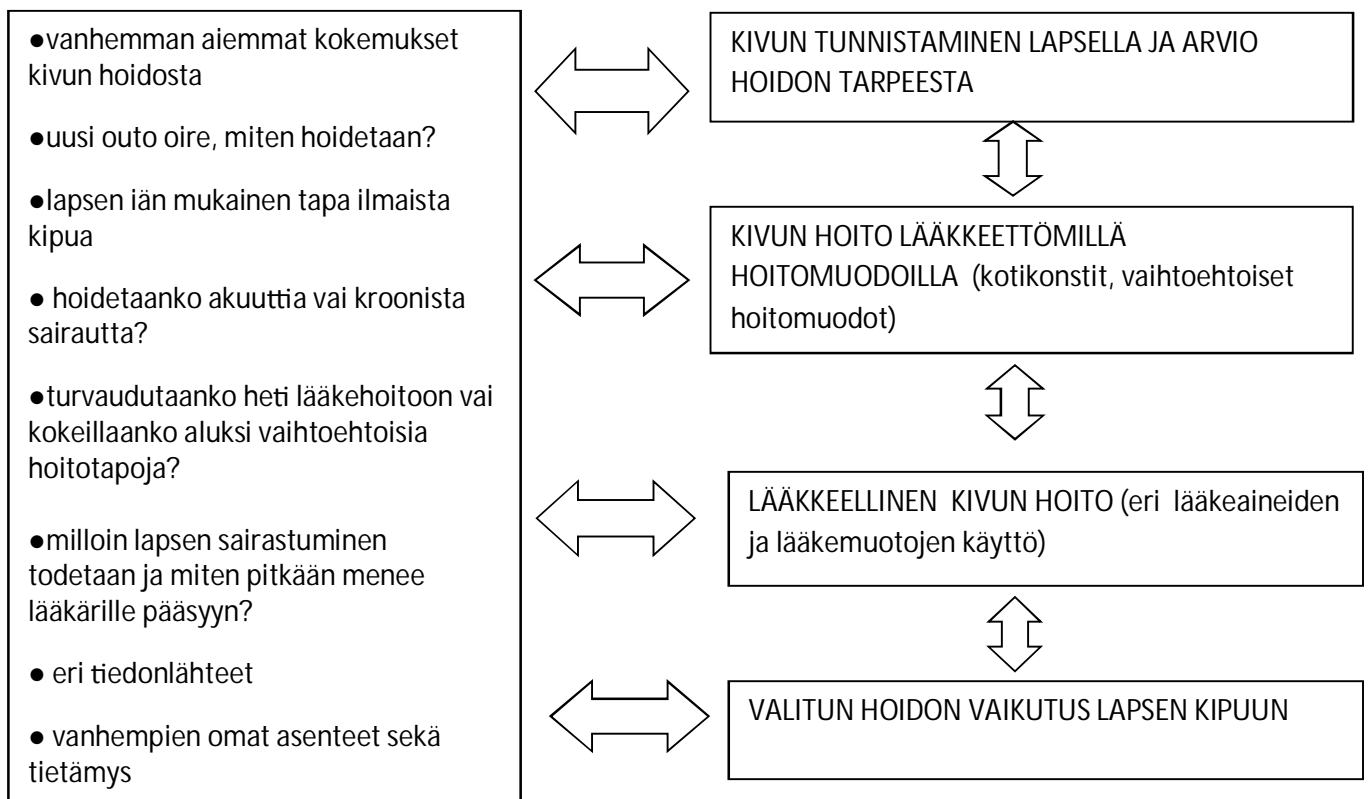 ●vanhemman aiemmat kokemukset
kivun hoidosta
●uusi outo oire, miten hoidetaan?
●lapsen iän mukainen tapa ilmaista
kipua
● hoidetaanko akuuttia vai kroonista
sairautta?
●turvaudutaanko heti lääkehoitoon vai
kokeillaanko aluksi vaihtoehtoisia
hoitotapoja?
●milloin lapsen sairastuminen
todetaan ja miten pitkään menee
lääkärille pääsyyn?
● eri tiedonlähteet
● vanhempien omat asenteet sekä
tietämys
KIVUN TUNNISTAMINEN LAPSELLA JA ARVIO
HOIDON TARPEESTA
KIVUN HOITO LÄÄKKEETTÖMILLÄ
HOITOMUODOILLA (kotikonstit, vaihtoehtoiset
hoitomuodot)
LÄÄKKEELLINEN KIVUN HOITO (eri lääkeaineiden
ja lääkemuotojen käyttö)
VALITUN HOIDON VAIKUTUS LAPSEN KIPUUN